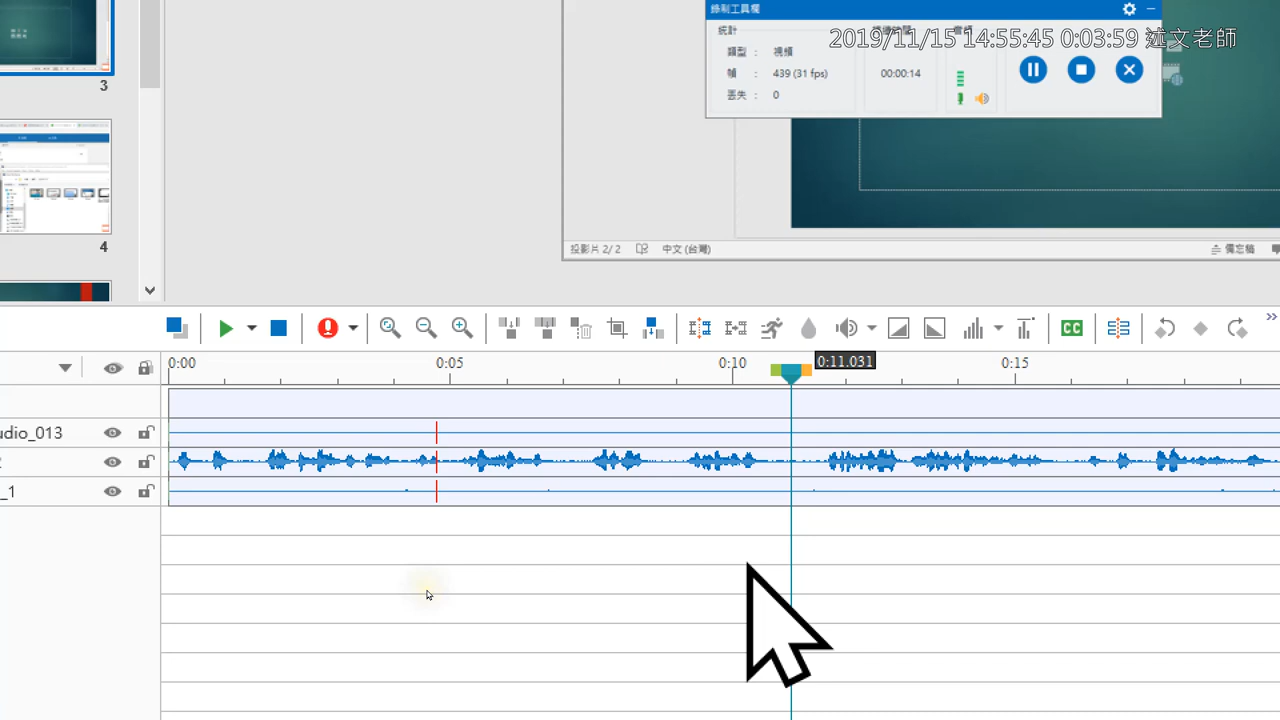 錄制工具欄
2019/11/15 14:55:45 0:03:59 述文老師
統計
類型 : 視頻
幀 : 439 (31 fps)
00:00:14
丟失 : 0
3
4
投影片 2/2
中文 (台灣)
備忘稿
CC
0:00
0:05
0:10
0:11.031
0:15
udio_013
_1